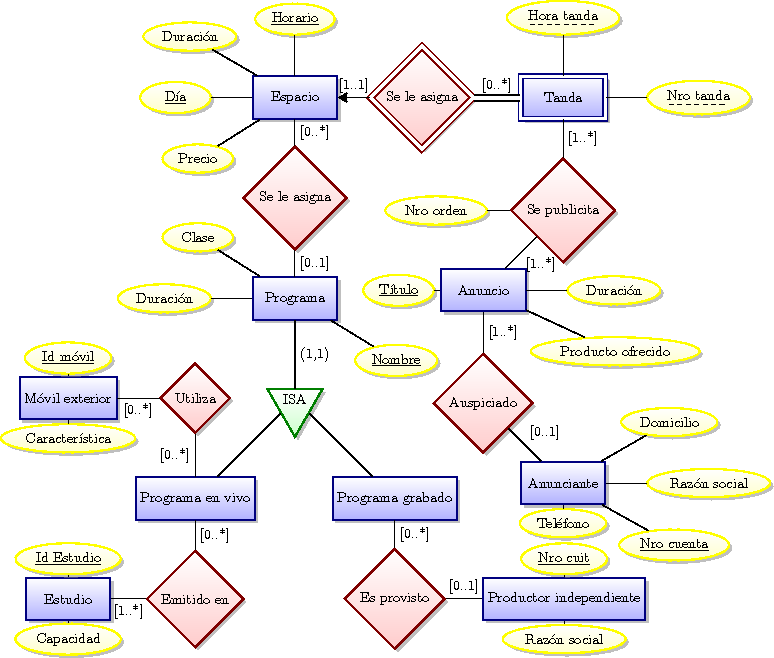 Horario
Hora tanda
Duración
[1..1]
[0..*]
Día
Espacio
Se le asigna
Tanda
Nro tanda
[0..*]
[1..*]
Precio
Se le asigna
Nro orden
Se publicita
Clase
[0..1]
[1..*]
Duración
Programa
Título
Anuncio
Duración
[1..*]
Id móvil
(1,1)
Nombre
Producto ofrecido
Móvil exterior
Utiliza
ISA
Auspiciado
[0..*]
Característica
[0..1]
Domicilio
[0..*]
Programa en vivo
Programa grabado
Anunciante
Razón social
Teléfono
[0..*]
[0..*]
Nro cuenta
Id Estudio
Nro cuit
[0..1]
Estudio
Emitido en
Es provisto
Productor independiente
[1..*]
Capacidad
Razón social